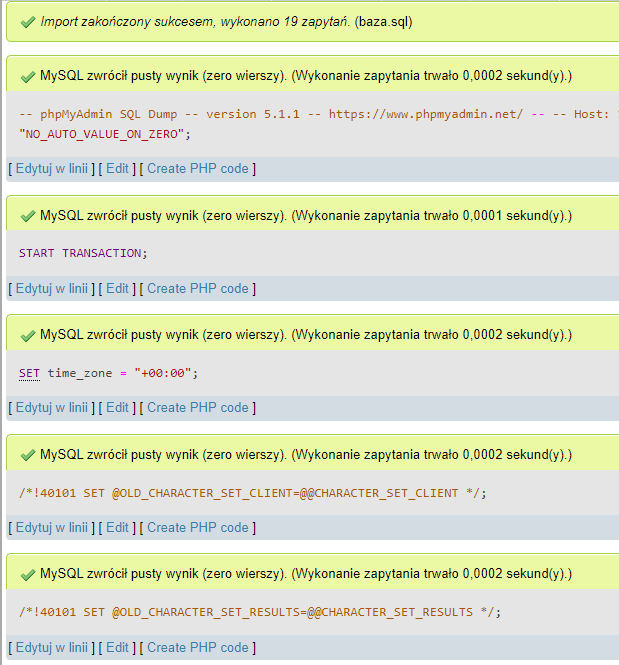 Import zakończony sukcesem, wykonano 19 zapytań. (baza.sql)
MySQL zwrócił pusty wynik (zero wierszy). (Wykonanie zapytania trwało 0,0002 sekund(y).)
-- phpMyAdmin SQL Dump -- version 5.1.1 -- https://www.phpmyadmin.net/ -- -- Host:
"NO_AUTO_VALUE_ON_ZERO";
[ Edytuj w linii ] [ Edit ] [ Create PHP code ]
MySQL zwrócił pusty wynik (zero wierszy). (Wykonanie zapytania trwało 0,0001 sekund(y).)
START TRANSACTION;
[ Edytuj w linii ] [ Edit ] [ Create PHP code ]
MySQL zwrócił pusty wynik (zero wierszy). (Wykonanie zapytania trwało 0,0002 sekund(y).)
SET time_zone = "+00:00";
[ Edytuj w linii ] [ Edit ] [ Create PHP code ]
MySQL zwrócił pusty wynik (zero wierszy). (Wykonanie zapytania trwało 0,0002 sekund(y).)
/*!40101 SET @OLD_CHARACTER_SET_CLIENT=@@CHARACTER_SET_CLIENT */;
[ Edytuj w linii ] [ Edit ] [ Create PHP code ]
MySQL zwrócił pusty wynik (zero wierszy). (Wykonanie zapytania trwało 0,0002 sekund(y).)
/*!40101 SET @OLD_CHARACTER_SET_RESULTS=@@CHARACTER_SET_RESULTS */;
[ Edytuj w linii ] [ Edit ] [ Create PHP code ]